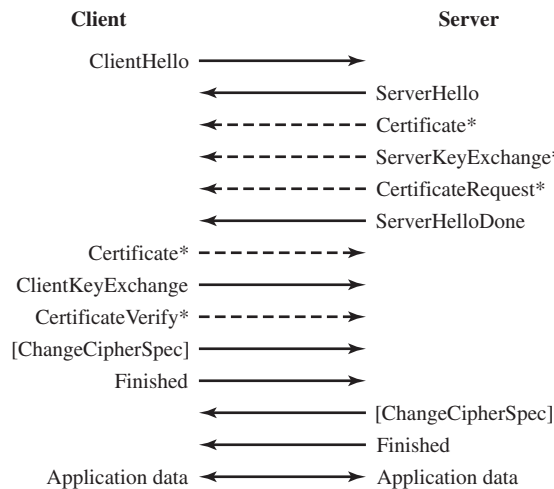 Client Server
ClientHello
ServerHello
Certificate*
ServerKeyExchange*
CertificateRequest*
ServerHelloDone
Certificate*
ClientKeyExchange
CertificateVerify*
[ChangeCipherSpec]
Finished
[ChangeCipherSpec]
Finished
Application data Application data